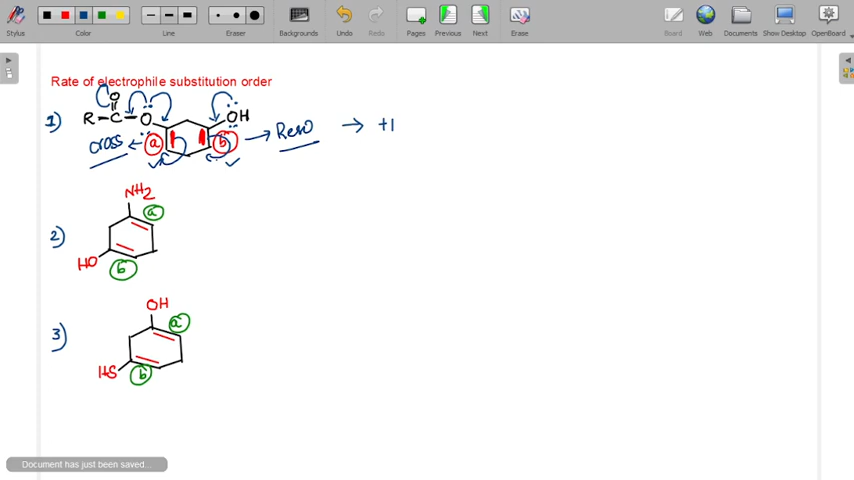 Stylus
Color
Line
Eraser
Backgrounds
Undo
Redo
Pages
Previous
Next
Erase
Board
Web
Documents
Show Desktop
OpenBoard
Rate of electrophile substitution order
1) R - C - O OH
O
cross ← a b → Reso → +I
2) NH2
a
HO b
3) OH
a
HS b
Document has just been saved...